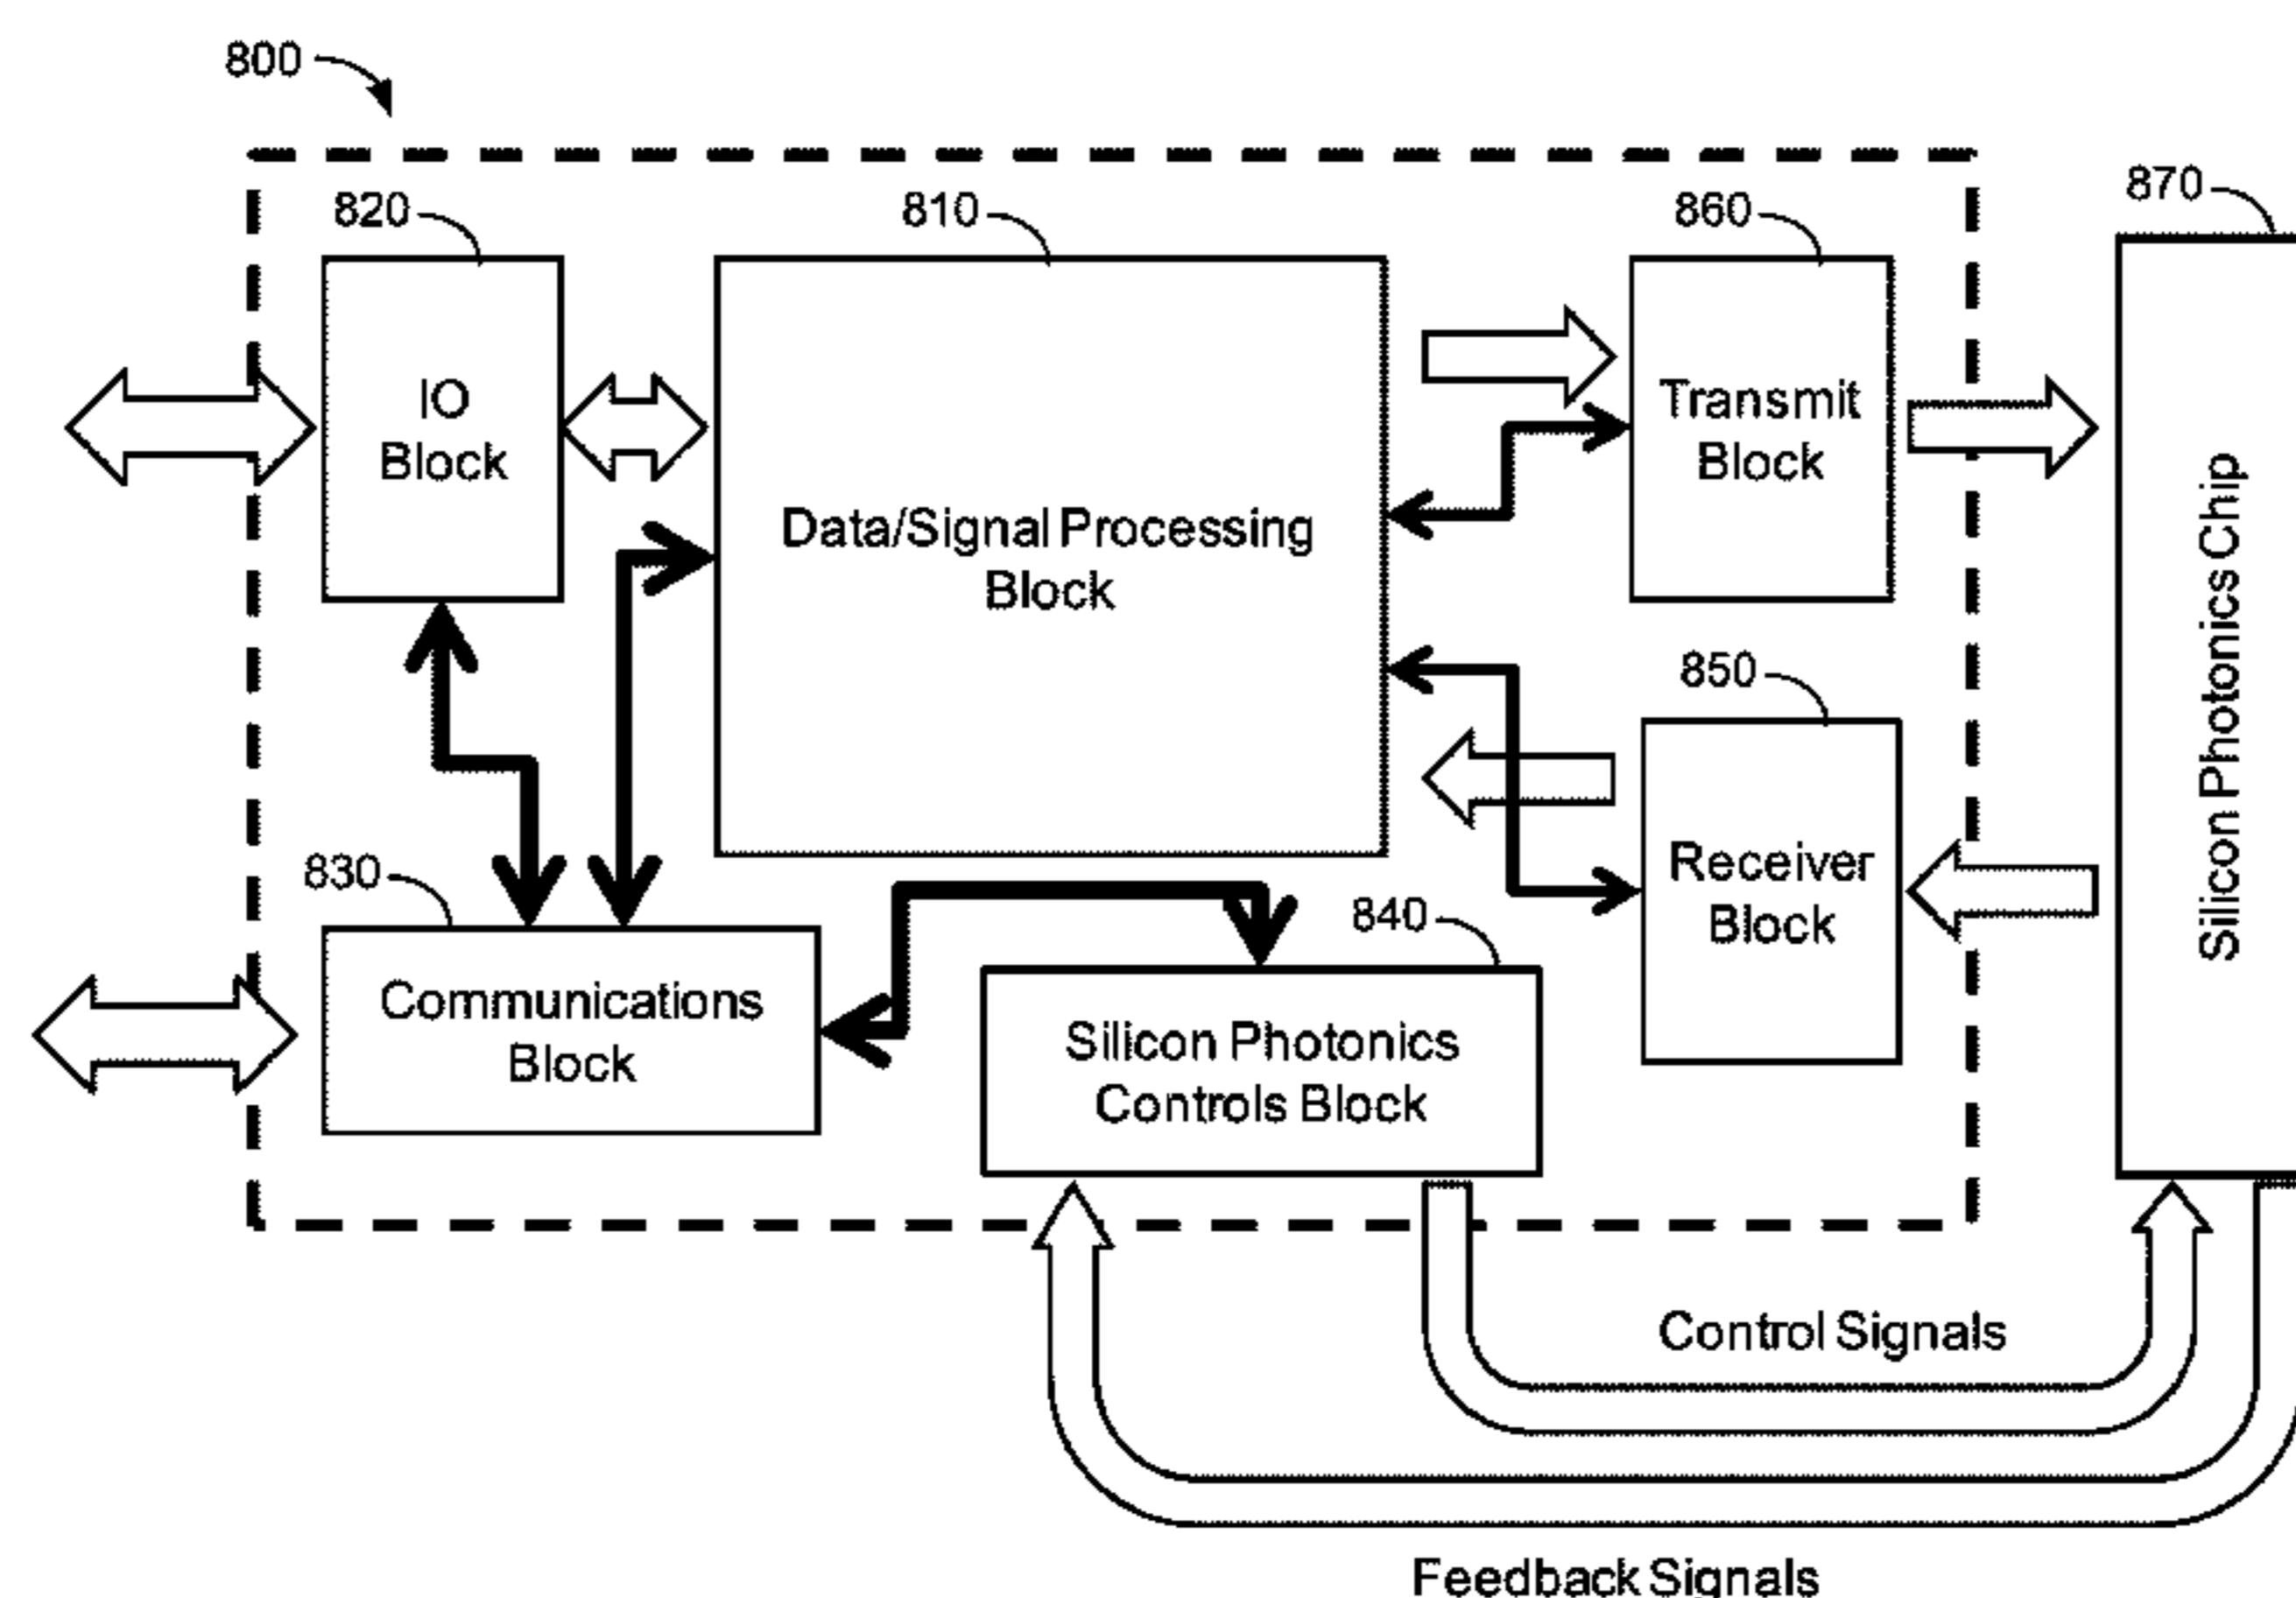 800
820
810
860
870
IO
Block
Data/Signal Processing
Block
Transmit
Block
Silicon Photonics Chip
850
Receiver
Block
830
Communications
Block
840
Silicon Photonics
Controls Block
Control Signals
Feedback Signals